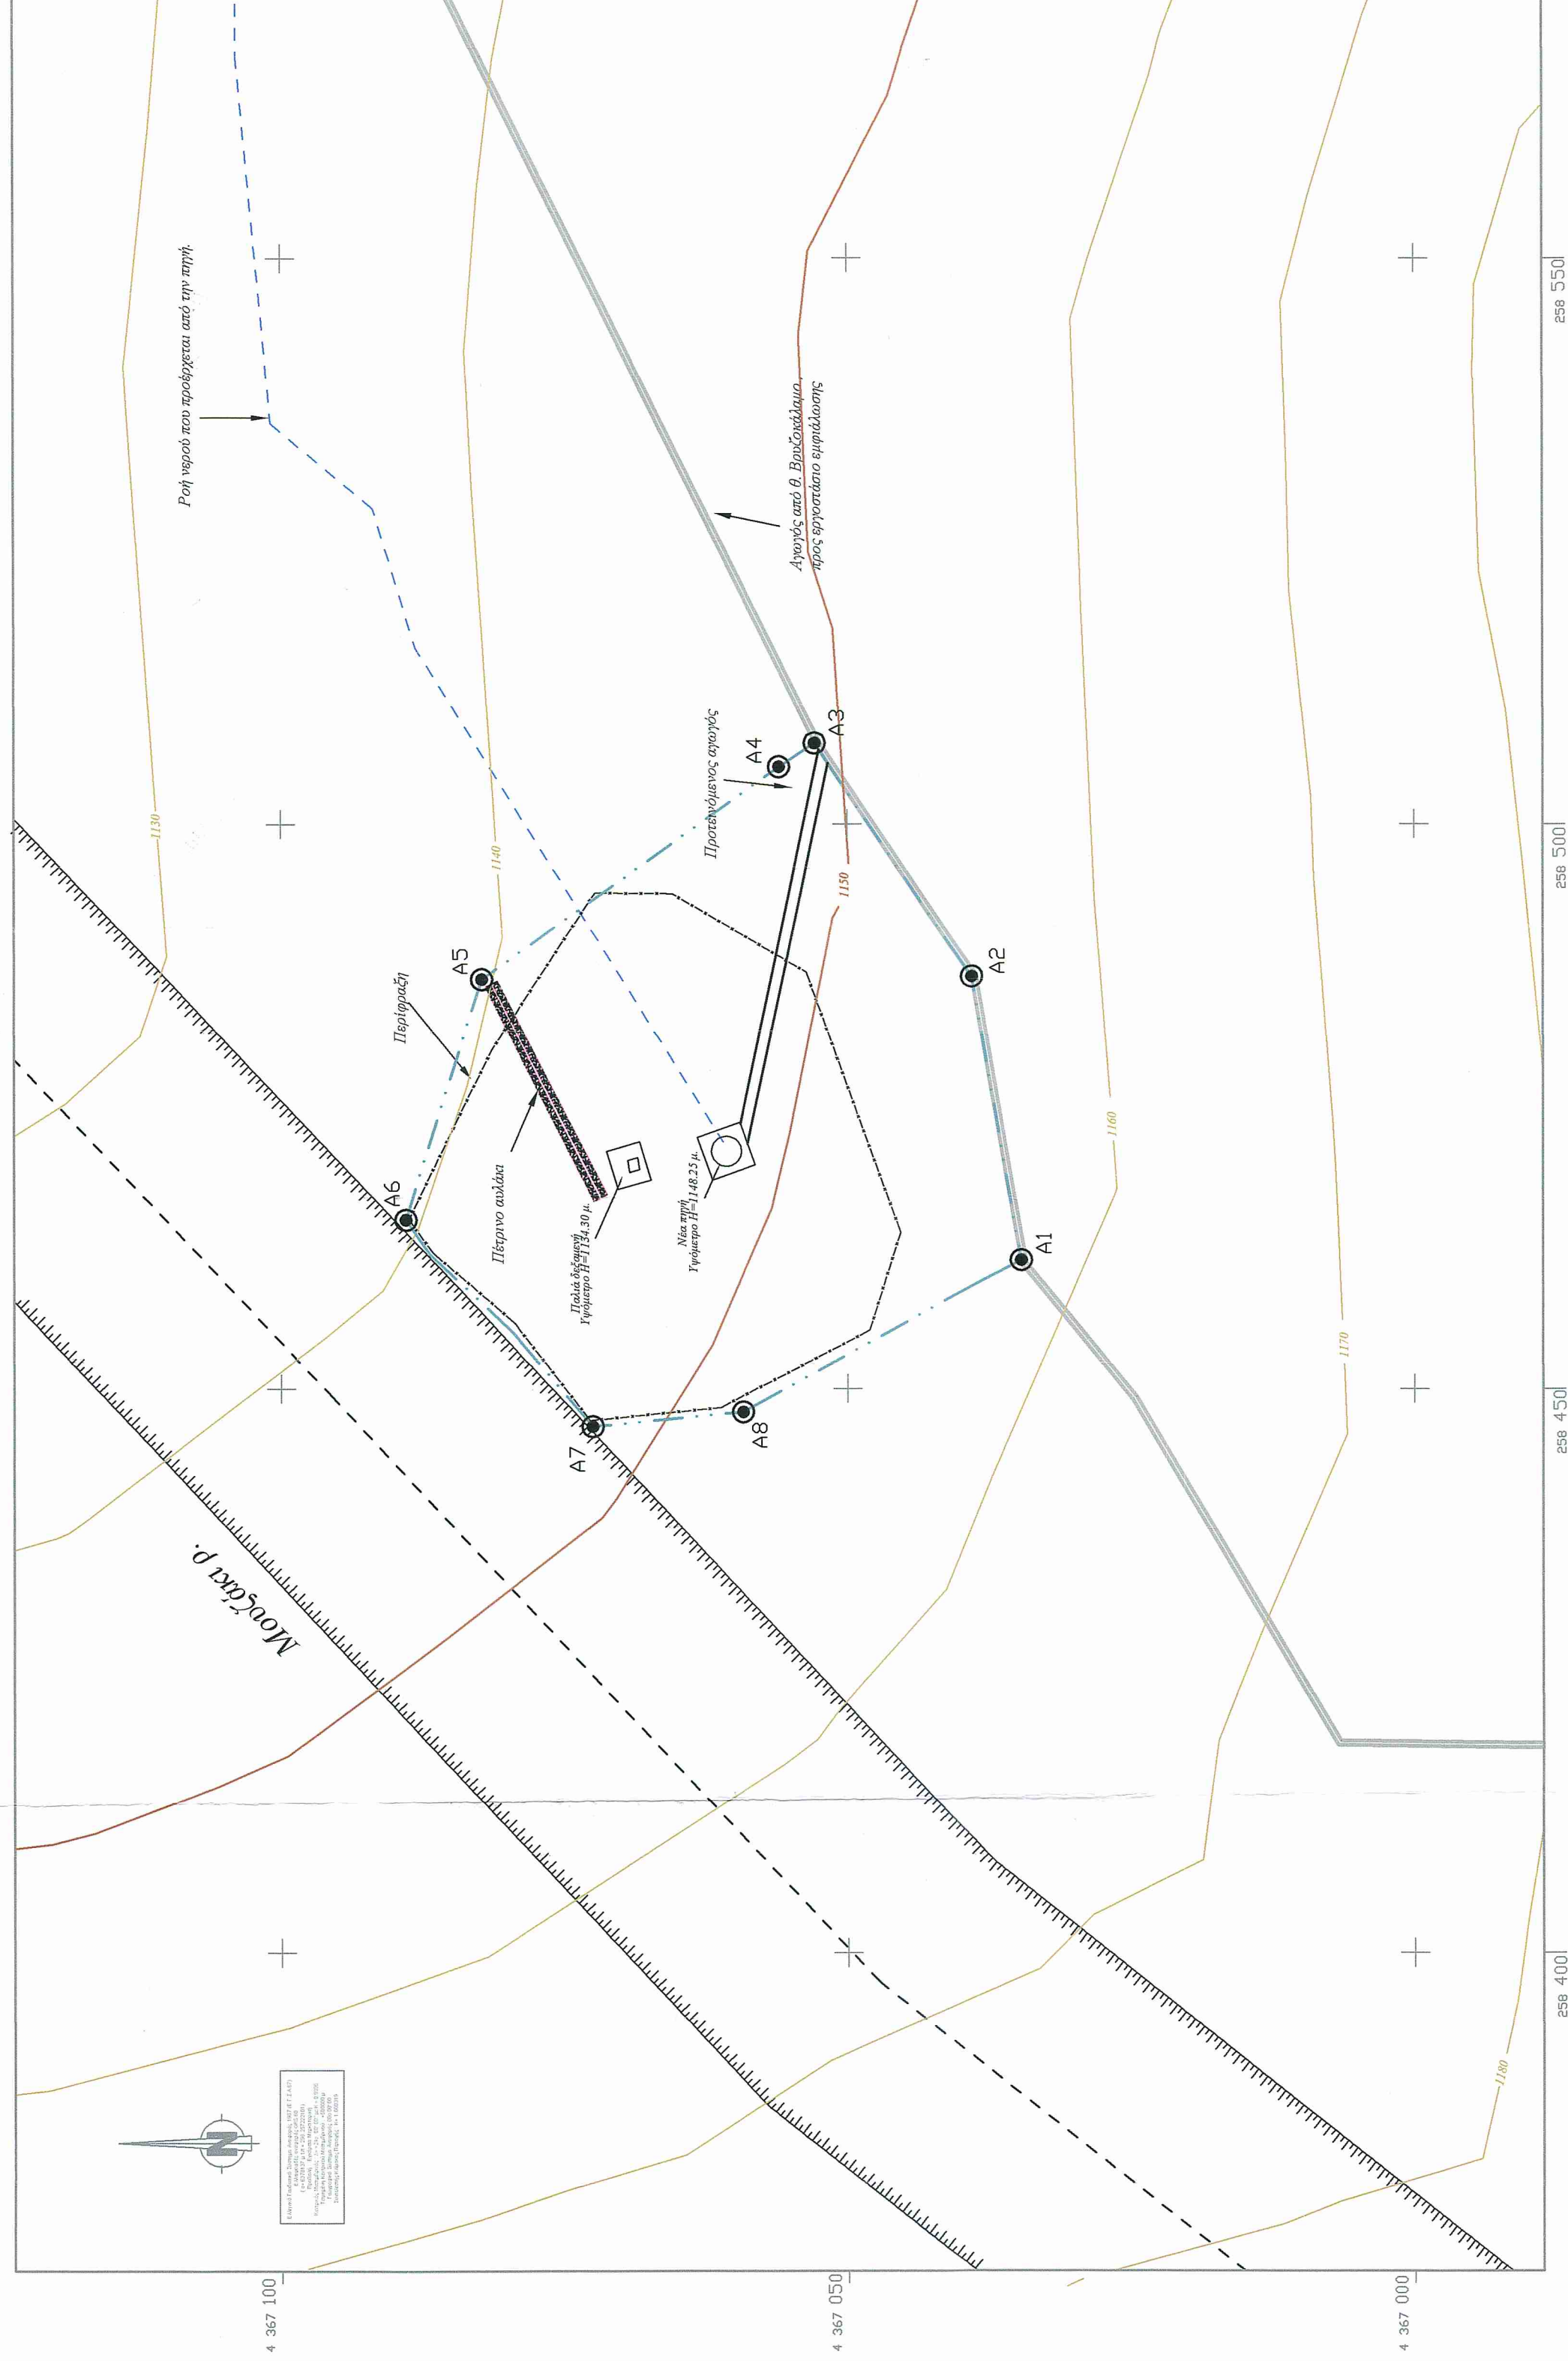 Ροή νερού που προέρχεται από την πηγή.
1130
1140
1150
1160
1170
1180
Αγωγός από θ. Βρυζοκάλαμο,
προς εργοστάσιο εμφιάλωσης
Προτεινόμενος αγωγός
A4
A3
A5
A2
Περίφραξη
Πέτρινο αυλάκι
A6
Παλιά δεξαμενή
Υψόμετρο H=1134.30 μ.
Νέα πηγή
Υψόμετρο H=1148.25 μ.
A1
A7
A8
Μουζάκι ρ.
N
258 550
258 500
258 450
258 400
4 367 100
4 367 050
4 367 000